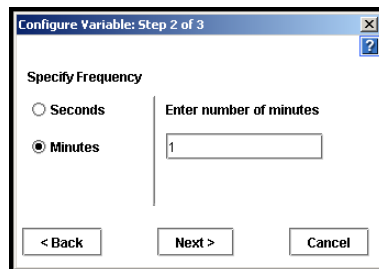 Configure Variable: Step 2 of 3
?
Specify Frequency
Seconds
Enter number of minutes
Minutes
1
< Back
Next >
Cancel